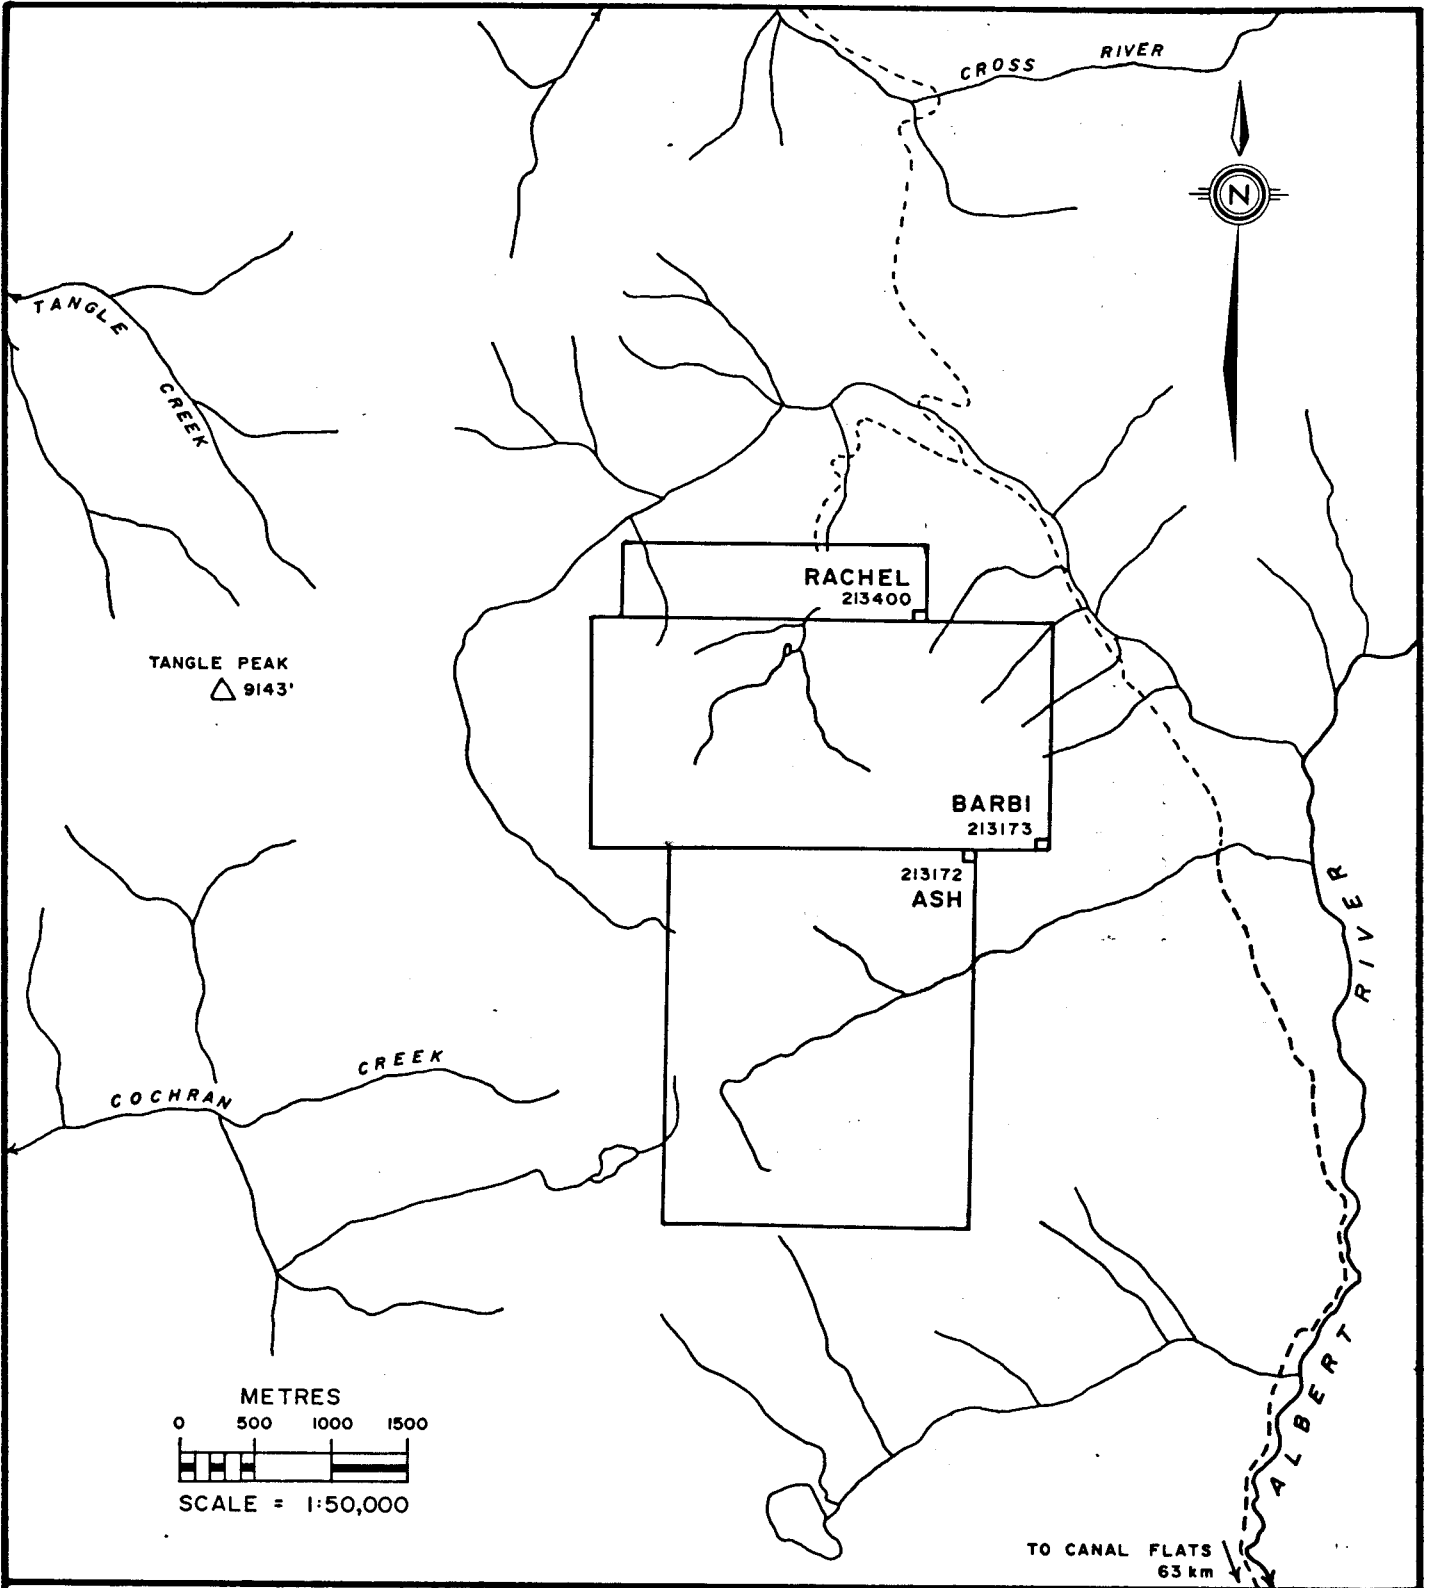 CROSS RIVER
N
TANGLE CREEK
RACHEL
213400
TANGLE PEAK
9143'
BARBI
213173
213172
ASH
ALBERT RIVER
COCHRAN CREEK
METRES
0 500 1000 1500
SCALE = 1:50,000
TO CANAL FLATS
63 km